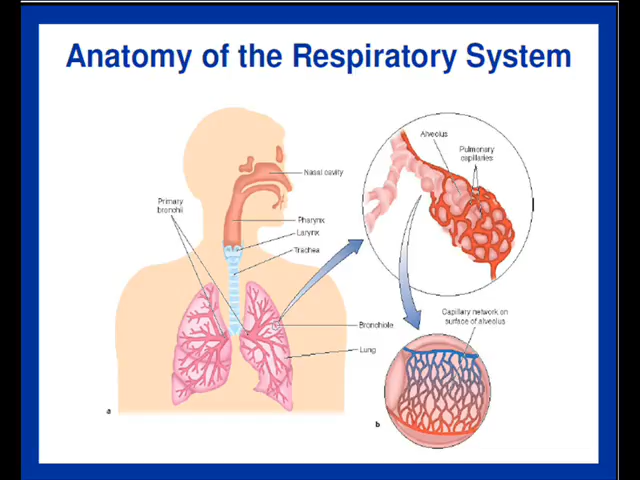 Anatomy of the Respiratory System
Alveolus
Pulmonary
capillaries
Nasal cavity
Primary
bronchii
Pharynx
Larynx
Trachea
Capillary network on
surface of alveolus
Bronchiole
Lung
a
b